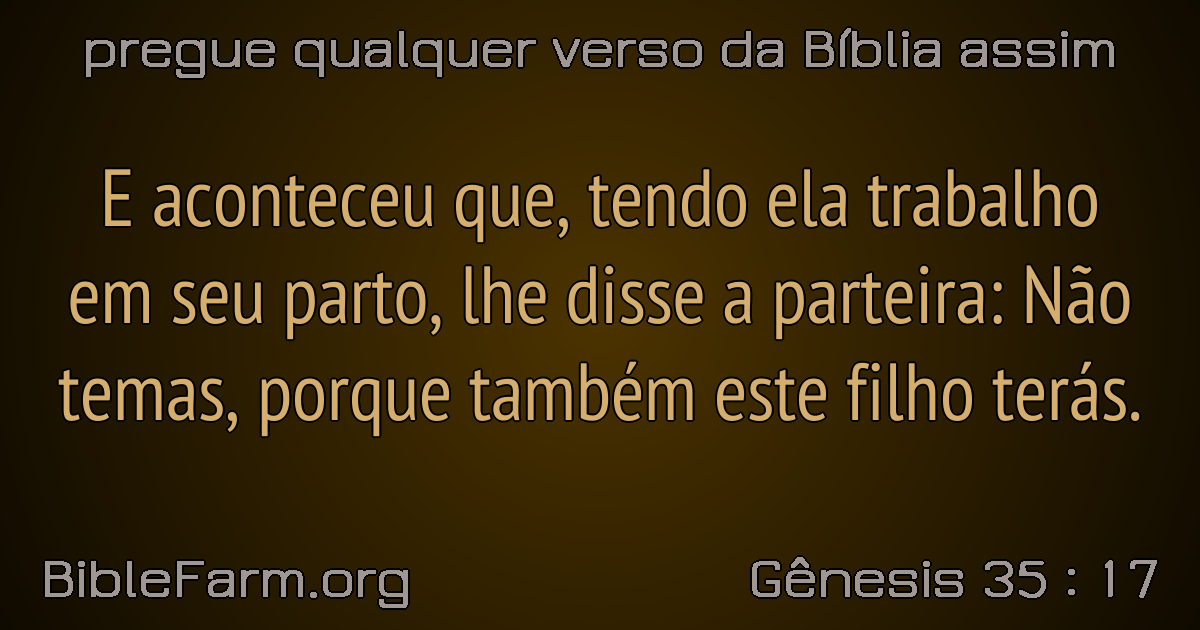 pregue qualquer verso da Bíblia assim
E aconteceu que, tendo ela trabalho
em seu parto, lhe disse a parteira: Não
temas, porque também este filho terás.
BibleFarm.org
Gênesis 35 : 17